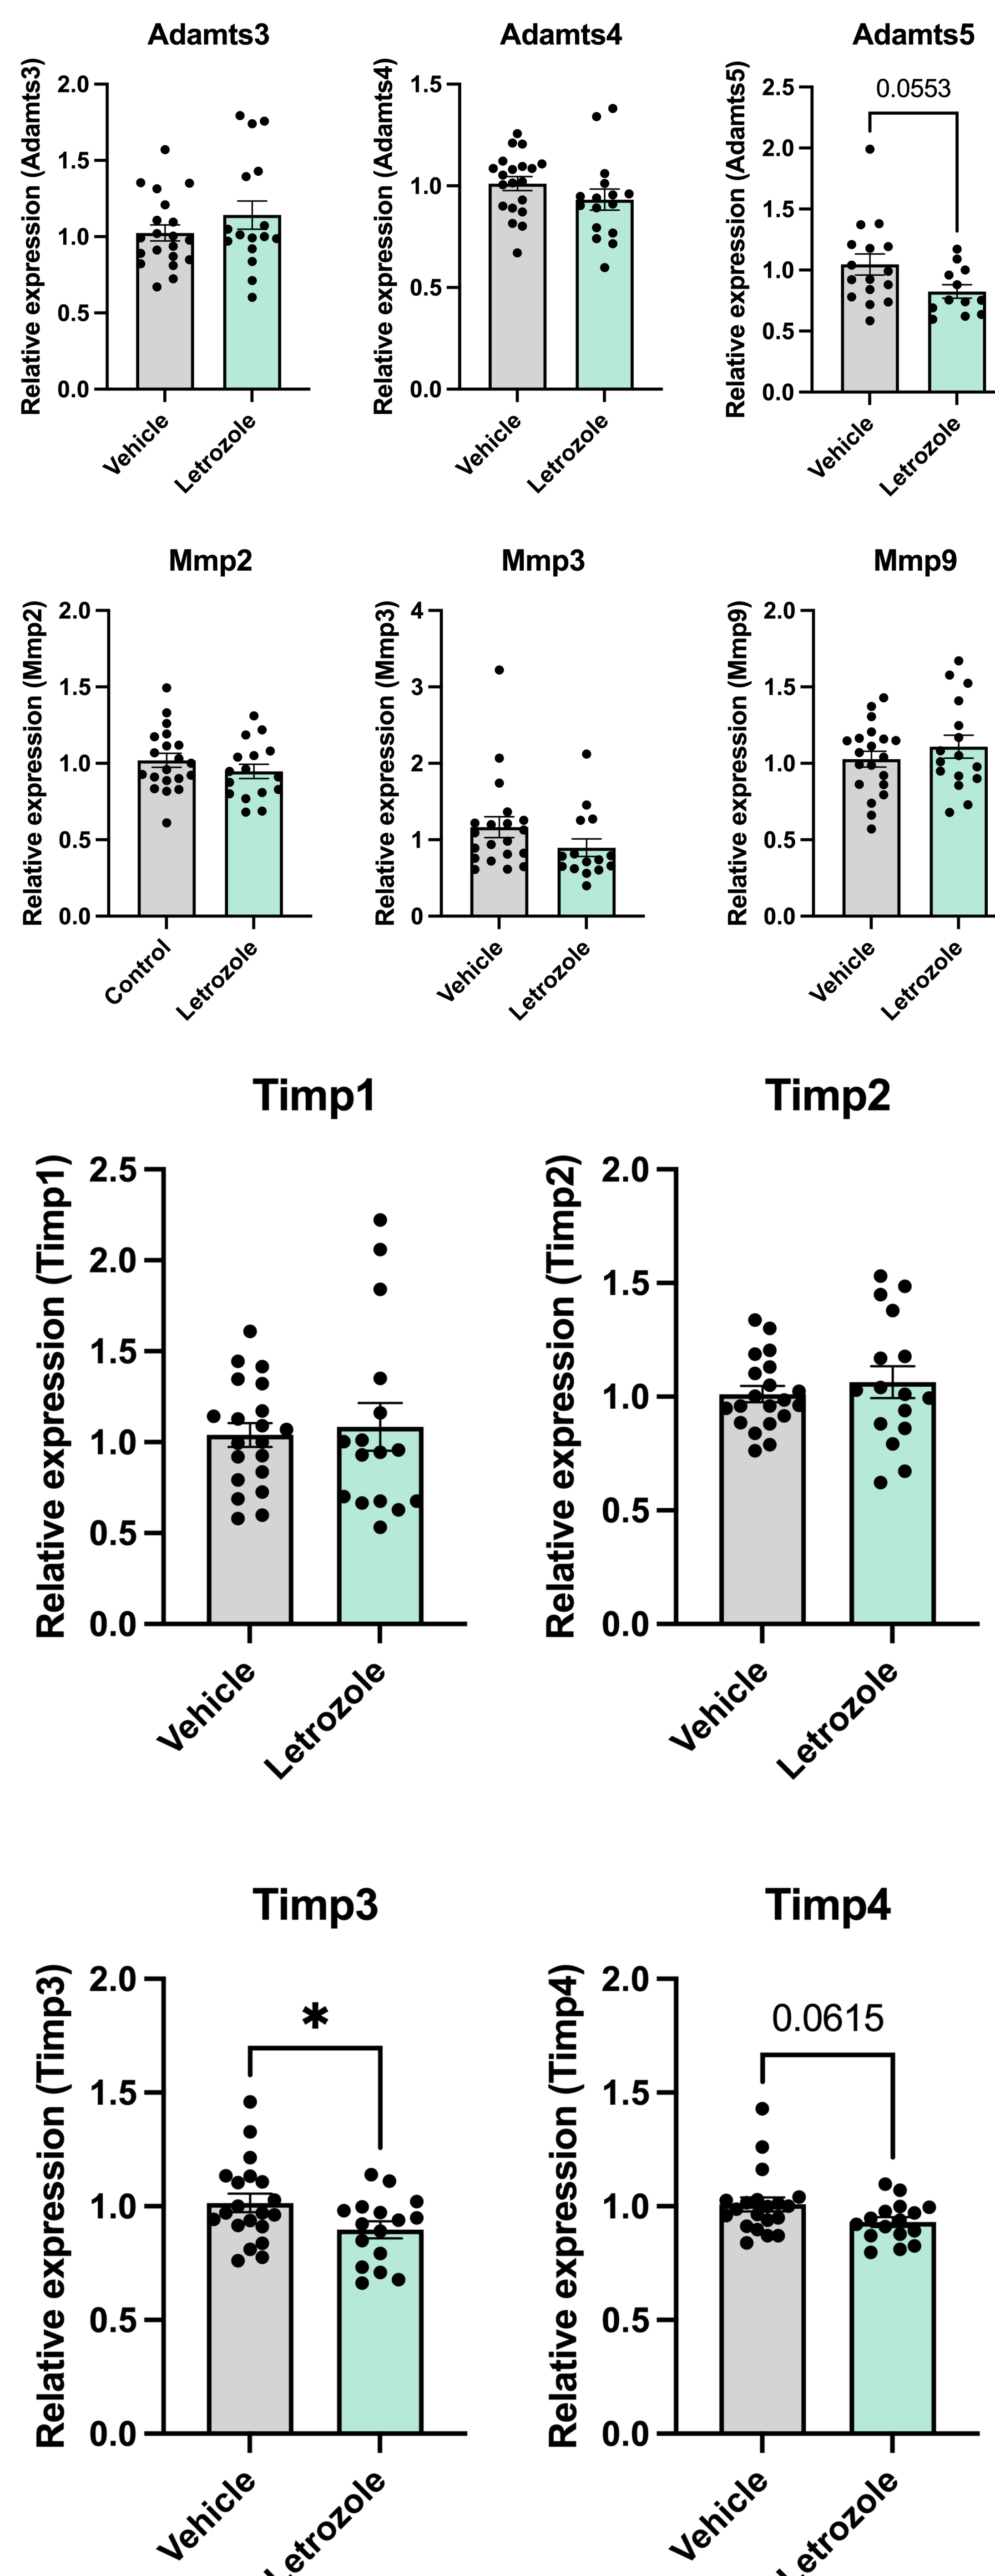 Adamts3
Adamts4
Adamts5
Relative expression (Adamts3)
2.0
1.5
1.0
0.5
0.0
Vehicle
Letrozole
Relative expression (Adamts4)
1.5
1.0
0.5
0.0
Vehicle
Letrozole
Relative expression (Adamts5)
2.5
2.0
1.5
1.0
0.5
0.0
0.0553
Vehicle
Letrozole
Mmp2
Mmp3
Mmp9
Relative expression (Mmp2)
2.0
1.5
1.0
0.5
0.0
Control
Letrozole
Relative expression (Mmp3)
4
3
2
1
0
Vehicle
Letrozole
Relative expression (Mmp9)
2.0
1.5
1.0
0.5
0.0
Vehicle
Letrozole
Timp1
Timp2
Relative expression (Timp1)
2.5
2.0
1.5
1.0
0.5
0.0
Vehicle
Letrozole
Relative expression (Timp2)
2.0
1.5
1.0
0.5
0.0
Vehicle
Letrozole
Timp3
Timp4
Relative expression (Timp3)
2.0
1.5
1.0
0.5
0.0
*
Vehicle
Letrozole
Relative expression (Timp4)
2.0
1.5
1.0
0.5
0.0
0.0615
Vehicle
Letrozole